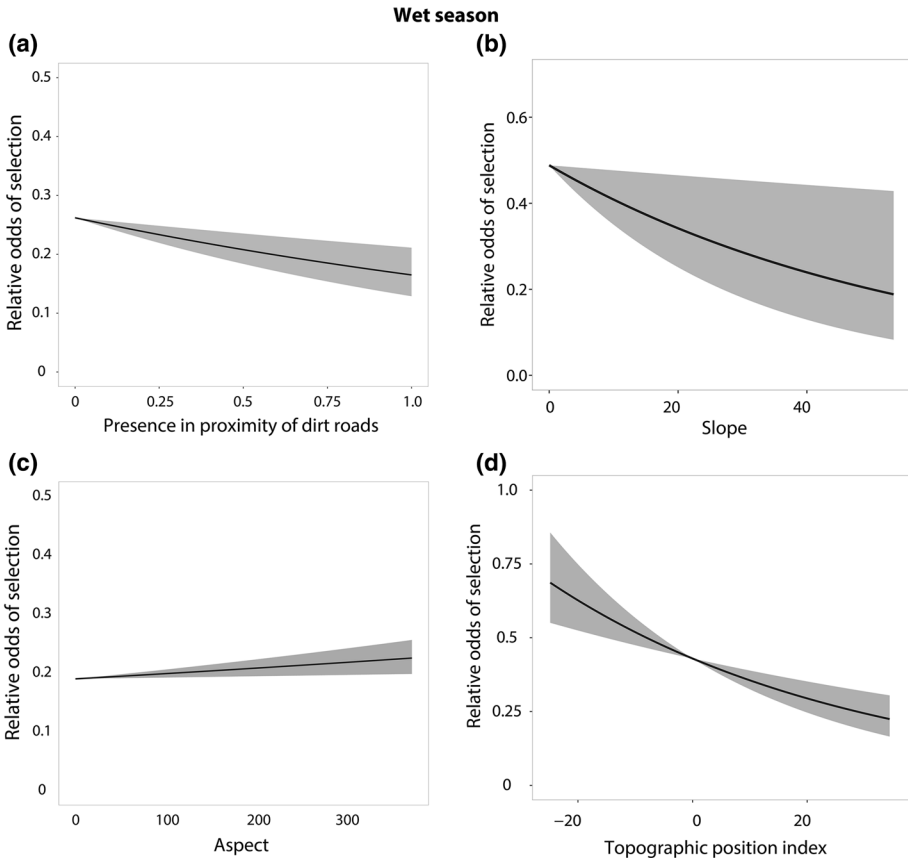 Wet season
(a)
0.5
0.4
0.3
0.2
0.1
0
Relative odds of selection
0 0.25 0.5 0.75 1.0
Presence in proximity of dirt roads
(b)
0.6
0.4
0.2
0.0
Relative odds of selection
0 20 40
Slope
(c)
0.5
0.4
0.3
0.2
0.1
0
Relative odds of selection
0 100 200 300
Aspect
(d)
1.0
0.75
0.5
0.25
0
Relative odds of selection
−20 0 20
Topographic position index